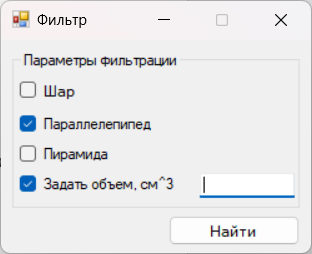 Фильтр
Параметры фильтрации
Шар
Параллелепипед
Пирамида
Задать объем, см^3
Найти